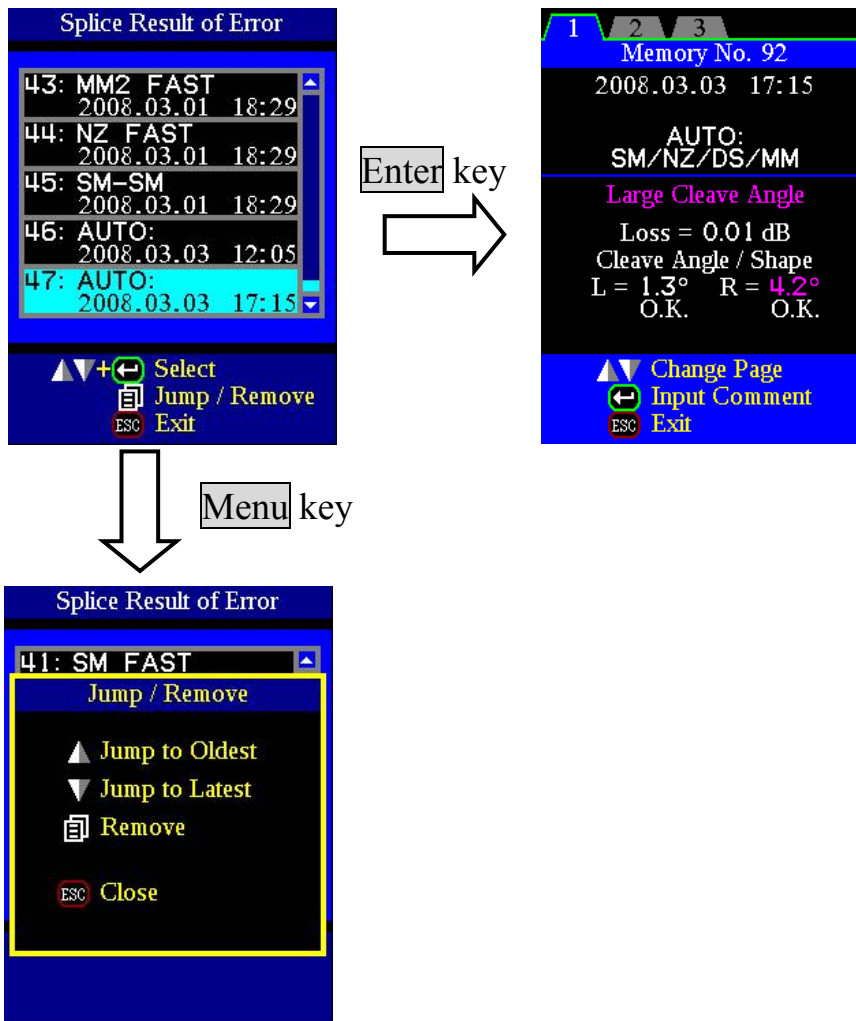 Splice Result of Error
43: MM2 FAST
2008.03.01 18:29
44: NZ FAST
2008.03.01 18:29
45: SM-SM
2008.03.01 18:29
46: AUTO:
2008.03.03 12:05
47: AUTO:
2008.03.03 17:15
+ Select
Jump / Remove
ESC Exit
Enter key
1 2 3
Memory No. 92
2008.03.03 17:15
AUTO:
SM/NZ/DS/MM
Large Cleave Angle
Loss = 0.01 dB
Cleave Angle / Shape
L = 1.3° R = 4.2°
O.K. O.K.
Change Page
Input Comment
ESC Exit
Menu key
Splice Result of Error
41: SM FAST
Jump / Remove
Jump to Oldest
Jump to Latest
Remove
ESC Close